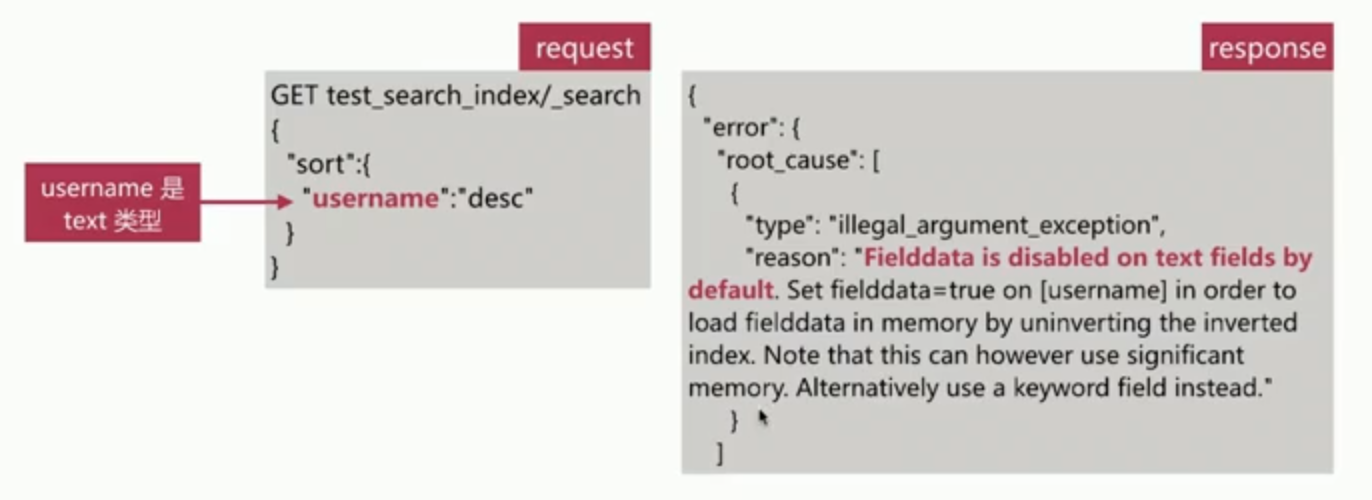 request
GET test_search_index/_search
{
"sort":{
"username":"desc"
}
}
username 是
text 类型
response
{
"error": {
"root_cause": [
{
"type": "illegal_argument_exception",
"reason": "Fielddata is disabled on text fields by
default. Set fielddata=true on [username] in order to
load fielddata in memory by uninverting the inverted
index. Note that this can however use significant
memory. Alternatively use a keyword field instead."
}
]